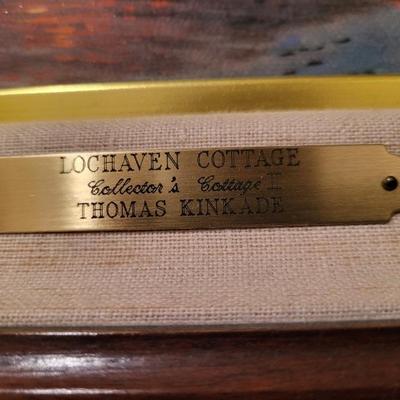 LOCHAVEN COTTAGE
Collector's Cottage II
THOMAS KINKADE